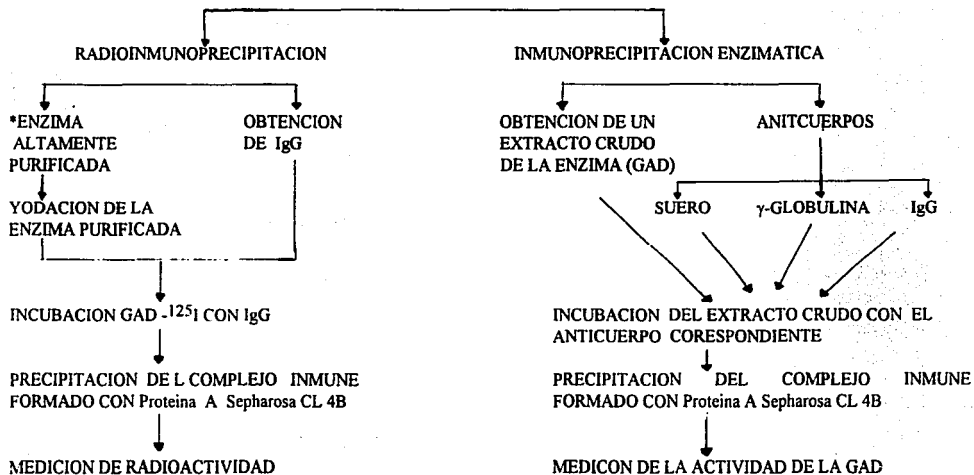 RADIOINMUNOPRECIPITACION
INMUNOPRECIPITACION ENZIMATICA
*ENZIMA
ALTAMENTE
PURIFICADA
OBTENCION
DE IgG
OBTENCION DE UN
EXTRACTO CRUDO
DE LA ENZIMA (GAD)
ANITCUERPOS
YODACION DE LA
ENZIMA PURIFICADA
SUERO
γ-GLOBULINA
IgG
INCUBACION GAD -¹²⁵I CON IgG
INCUBACION DEL EXTRACTO CRUDO CON EL
ANTICUERPO CORESPONDIENTE
PRECIPITACION DE L COMPLEJO INMUNE
FORMADO CON Proteina A Sepharosa CL 4B
PRECIPITACION DEL COMPLEJO INMUNE
FORMADO CON Proteina A Sepharosa CL 4B
MEDICION DE RADIOACTIVIDAD
MEDICON DE LA ACTIVIDAD DE LA GAD